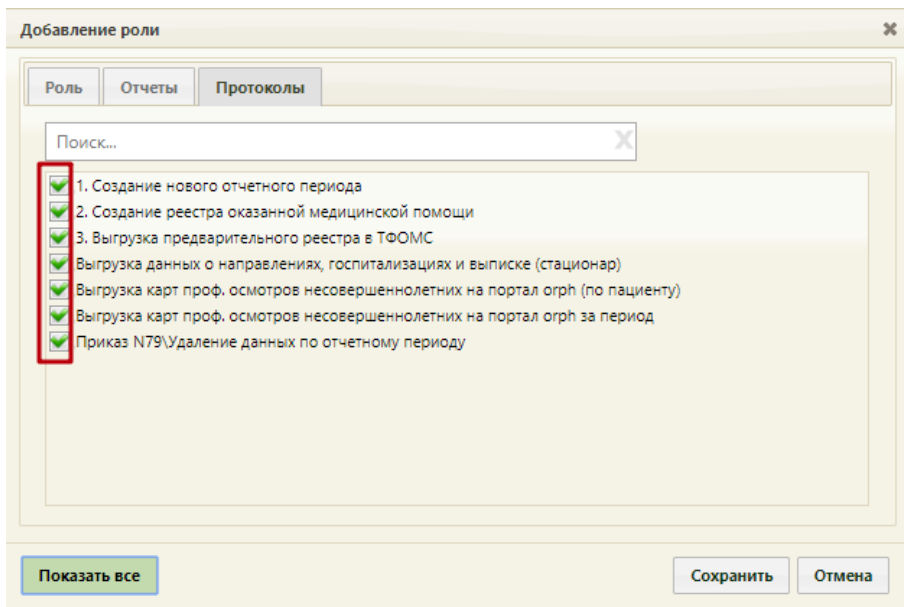 Добавление роли
Роль Отчеты Протоколы
Поиск...
1. Создание нового отчетного периода
2. Создание реестра оказанной медицинской помощи
3. Выгрузка предварительного реестра в ТФОМС
Выгрузка данных о направлениях, госпитализациях и выписке (стационар)
Выгрузка карт проф. осмотров несовершеннолетних на портал orph (по пациенту)
Выгрузка карт проф. осмотров несовершеннолетних на портал orph за период
Приказ N79\Удаление данных по отчетному периоду
Показать все Сохранить Отмена